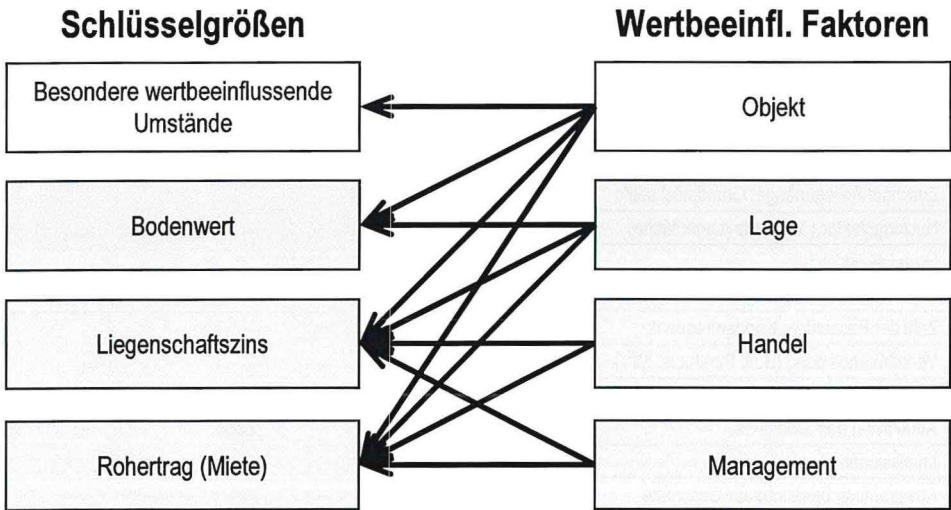 Schlüsselgrößen
Wertbeeinfl. Faktoren
Besondere wertbeeinflussende
Umstände
Objekt
Bodenwert
Lage
Liegenschaftszins
Handel
Rohertrag (Miete)
Management